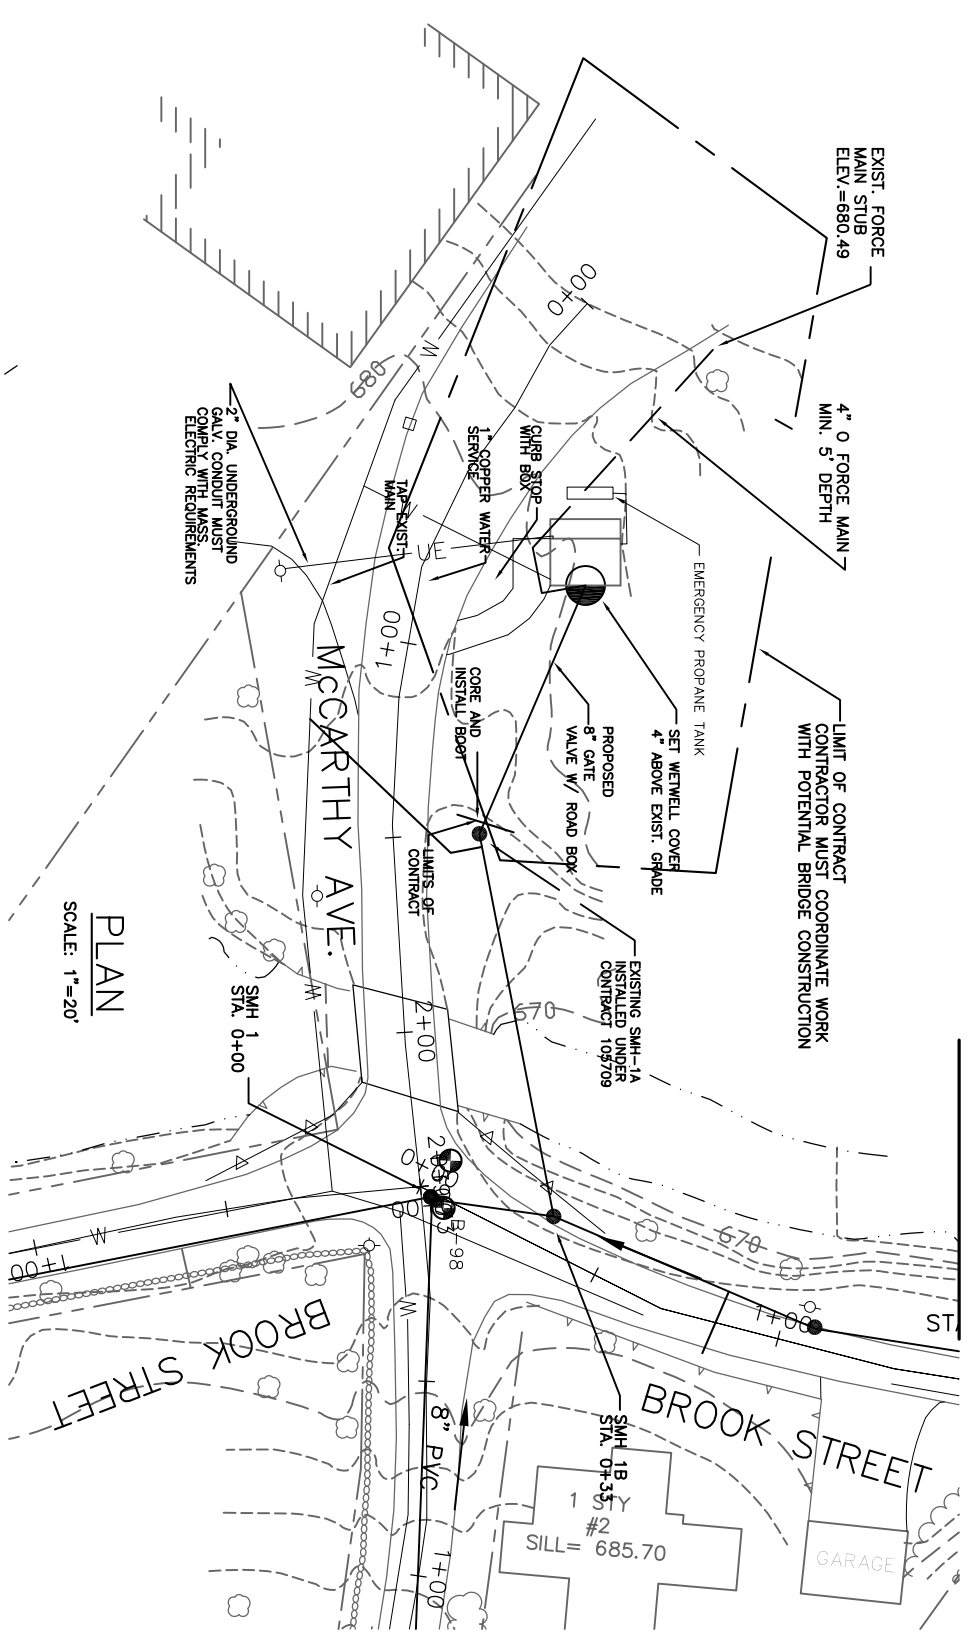 EXIST. FORCE
MAIN STUB
ELEV.=680.49
4" O FORCE MAIN
MIN. 5' DEPTH
EMERGENCY PROPANE TANK
LIMIT OF CONTRACT
CONTRACTOR MUST COORDINATE WORK
WITH POTENTIAL BRIDGE CONSTRUCTION
SET WETWELL COVER
4" ABOVE EXIST. GRADE
PROPOSED
8" GATE
VALVE W/ ROAD BOX
CURB STOP
WITH BOX
1" COPPER WATER
SERVICE
TAP EXIST.
MAIN
2" DIA. UNDERGROUND
GALV. CONDUIT MUST
COMPLY WITH MASS.
ELECTRIC REQUIREMENTS
CORE AND
INSTALL BOOT
LIMITS OF
CONTRACT
EXISTING SMH-1A
INSTALLED UNDER
CONTRACT 105709
0+00
680
W
UE
1+00
W
McCARTHY AVE.
W
2+00
670
PLAN
SCALE: 1"=20'
SMH 1
STA. 0+00
B-98
W
1+00
W
BROOK STREET
670
1+00
STA
BROOK STREET
SMH 1B
STA. 0+33
8" PVC
1+00
1 STY
#2
SILL= 685.70
GARAGE